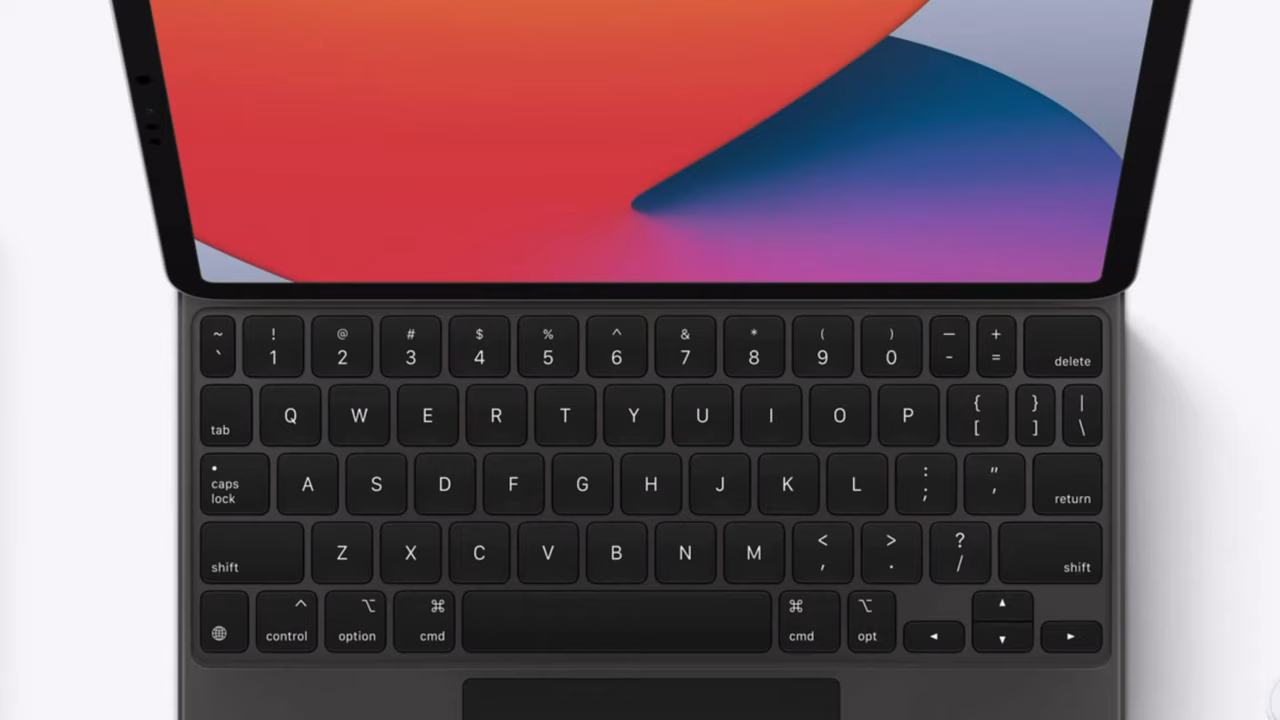 ~ ! @ # $ % ^ & * ( ) — +
` 1 2 3 4 5 6 7 8 9 0 - = delete
tab Q W E R T Y U I O P { [ } ] | \
caps lock A S D F G H J K L : ; " ' return
shift Z X C V B N M < , > . ? / shift
^ ⌥ ⌘ ⌘ ⌥ ▲
control option cmd cmd opt ◄ ▼ ►